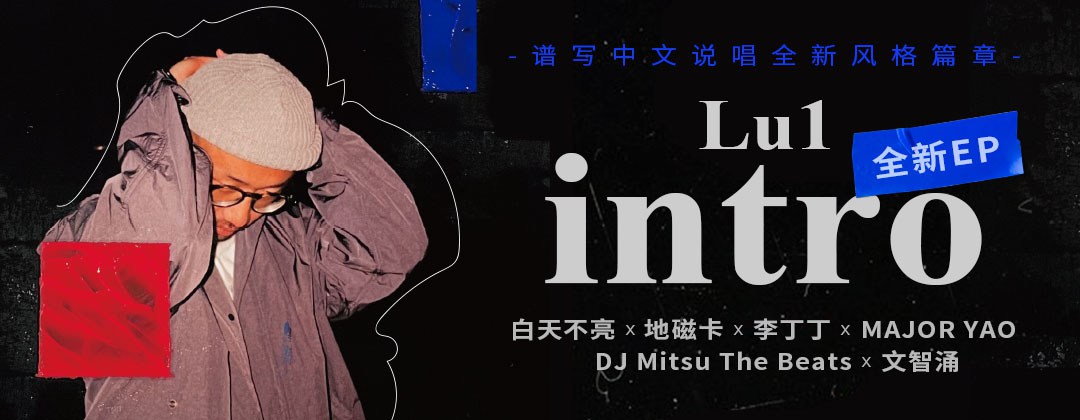 - 谱写中文说唱全新风格篇章 -
Lu1
全新EP
intro
白天不亮 x 地磁卡 x 李丁丁 x MAJOR YAO
DJ Mitsu The Beats x 文智涌